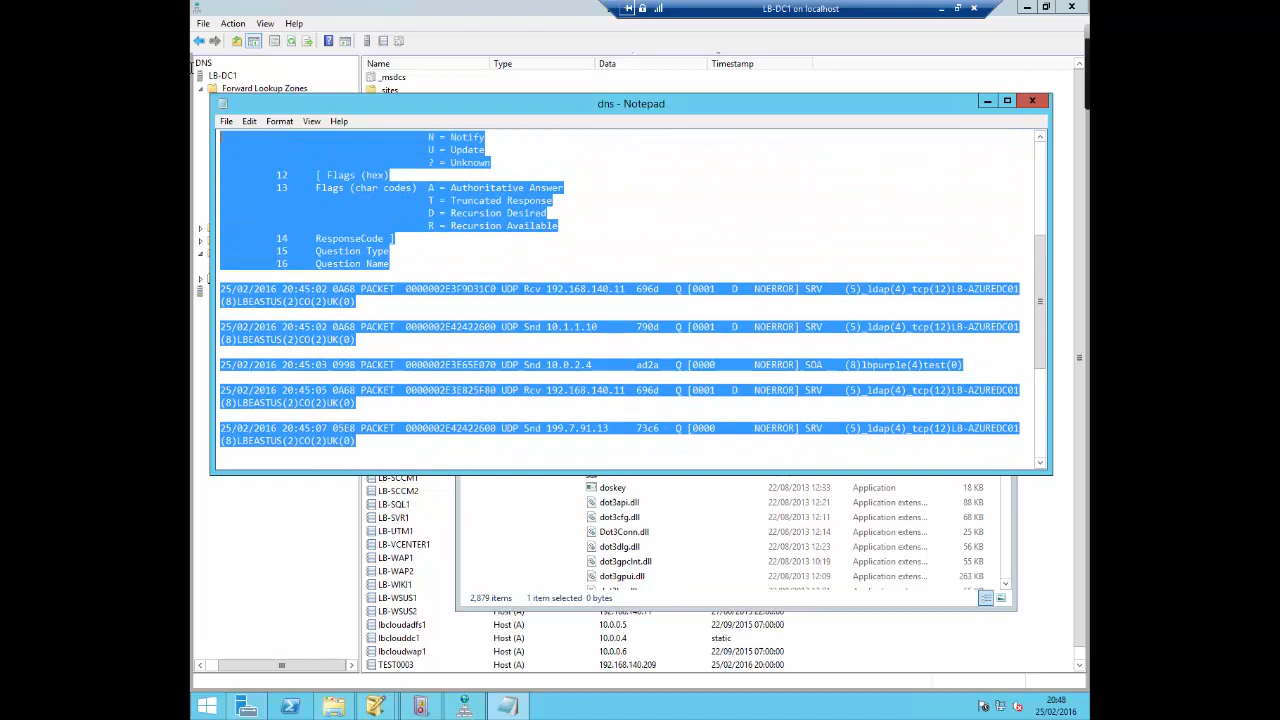 LB-DC1 on localhost
File Action View Help
DNS
LB-DC1
Forward Lookup Zones
Name Type Data Timestamp
_msdcs
sites
dns - Notepad
File Edit Format View Help
N = Notify
U = Update
? = Unknown
12 [ Flags (hex)
13 Flags (char codes) A = Authoritative Answer
T = Truncated Response
D = Recursion Desired
R = Recursion Available
14 ResponseCode ]
15 Question Type
16 Question Name
25/02/2016 20:45:02 0A68 PACKET 0000002E3F9D31C0 UDP Rcv 192.168.140.11 696d Q [0001 D NOERROR] SRV (5)_ldap(4)_tcp(12)LB-AZUREDC01
(8)LBEASTUS(2)CO(2)UK(0)
25/02/2016 20:45:02 0A68 PACKET 0000002E42422600 UDP Snd 10.1.1.10 790d Q [0001 D NOERROR] SRV (5)_ldap(4)_tcp(12)LB-AZUREDC01
(8)LBEASTUS(2)CO(2)UK(0)
25/02/2016 20:45:03 0998 PACKET 0000002E3E65E070 UDP Snd 10.0.2.4 ad2a Q [0000 NOERROR] SOA (8)lbpurple(4)test(0)
25/02/2016 20:45:05 0A68 PACKET 0000002E3E825F80 UDP Rcv 192.168.140.11 696d Q [0001 D NOERROR] SRV (5)_ldap(4)_tcp(12)LB-AZUREDC01
(8)LBEASTUS(2)CO(2)UK(0)
25/02/2016 20:45:07 05E8 PACKET 0000002E42422600 UDP Snd 199.7.91.13 73c6 Q [0000 NOERROR] SRV (5)_ldap(4)_tcp(12)LB-AZUREDC01
(8)LBEASTUS(2)CO(2)UK(0)
LB-SCCM1
LB-SCCM2
LB-SQL1
LB-SVR1
LB-UTM1
LB-VCENTER1
LB-WAP1
LB-WAP2
LB-WIKI1
LB-WSUS1
LB-WSUS2
doskey 22/08/2013 12:33 Application 18 KB
dot3api.dll 22/08/2013 12:21 Application extens... 88 KB
dot3cfg.dll 22/08/2013 12:11 Application extens... 68 KB
Dot3Conn.dll 22/08/2013 12:14 Application extens... 25 KB
dot3dlg.dll 22/08/2013 12:23 Application extens... 56 KB
dot3gpclnt.dll 22/08/2013 10:19 Application extens... 55 KB
dot3gpui.dll 22/08/2013 12:09 Application extens... 263 KB
2,879 items 1 item selected 0 bytes
Host (A)
lbcloudadfs1 Host (A) 10.0.0.5 22/09/2015 07:00:00
lbclouddc1 Host (A) 10.0.0.4 static
lbcloudwap1 Host (A) 10.0.0.6 22/09/2015 07:00:00
TEST0003 Host (A) 192.168.140.209 25/02/2016 20:00:00
20:48
25/02/2016